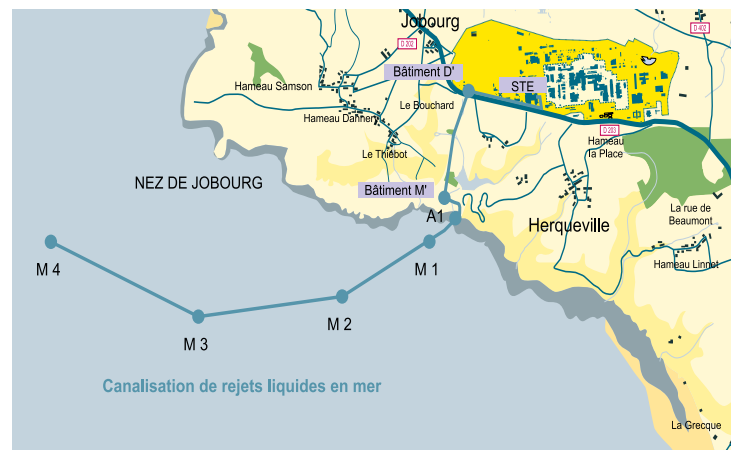 Jobourg
D 402
D 202
Bâtiment D'
STE
Hameau Samson
Le Bouchard
Hameau Dannery
D 203
Hameau
la Place
Le Thiébot
NEZ DE JOBOURG
Bâtiment M'
La rue de
Beaumont
A1
Herqueville
M 1
Hameau Linnet
M 4
M 2
M 3
Canalisation de rejets liquides en mer
La Grecque